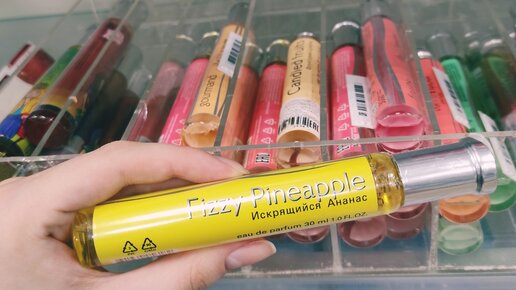 Fizzy Pineapple
Искрящийся Ананас
eau de parfum 30 ml 1.0 FL.OZ.
gourmand
Candied fruits